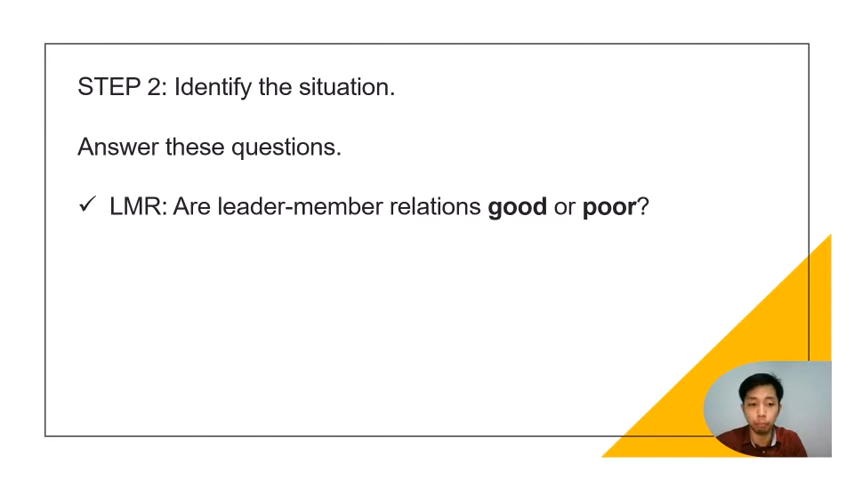 STEP 2: Identify the situation.
Answer these questions.
✓ LMR: Are leader-member relations good or poor?